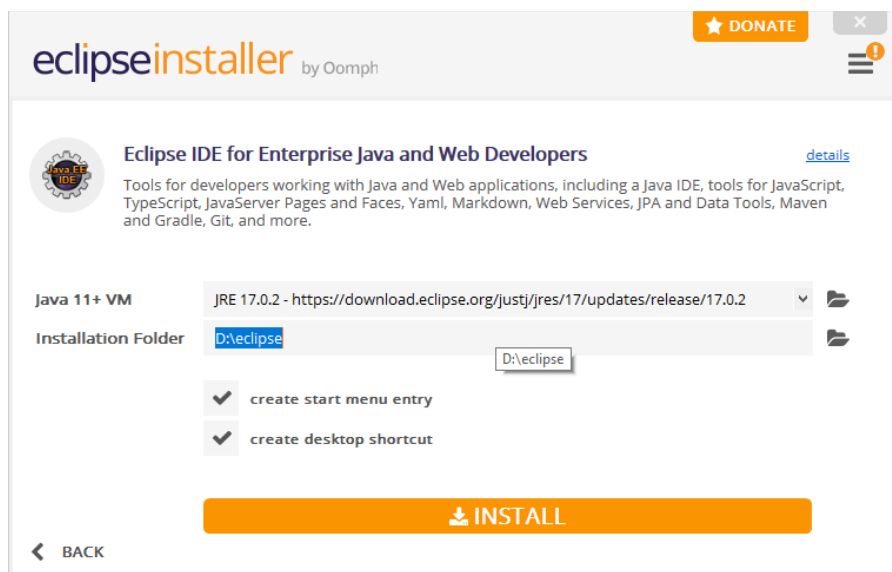 DONATE
eclipseinstaller by Oomph
Java EE
IDE
Eclipse IDE for Enterprise Java and Web Developers
details
Tools for developers working with Java and Web applications, including a Java IDE, tools for JavaScript,
TypeScript, JavaServer Pages and Faces, Yaml, Markdown, Web Services, JPA and Data Tools, Maven
and Gradle, Git, and more.
Java 11+ VM
JRE 17.0.2 - https://download.eclipse.org/justj/jres/17/updates/release/17.0.2
Installation Folder
D:\eclipse
D:\eclipse
create start menu entry
create desktop shortcut
INSTALL
BACK